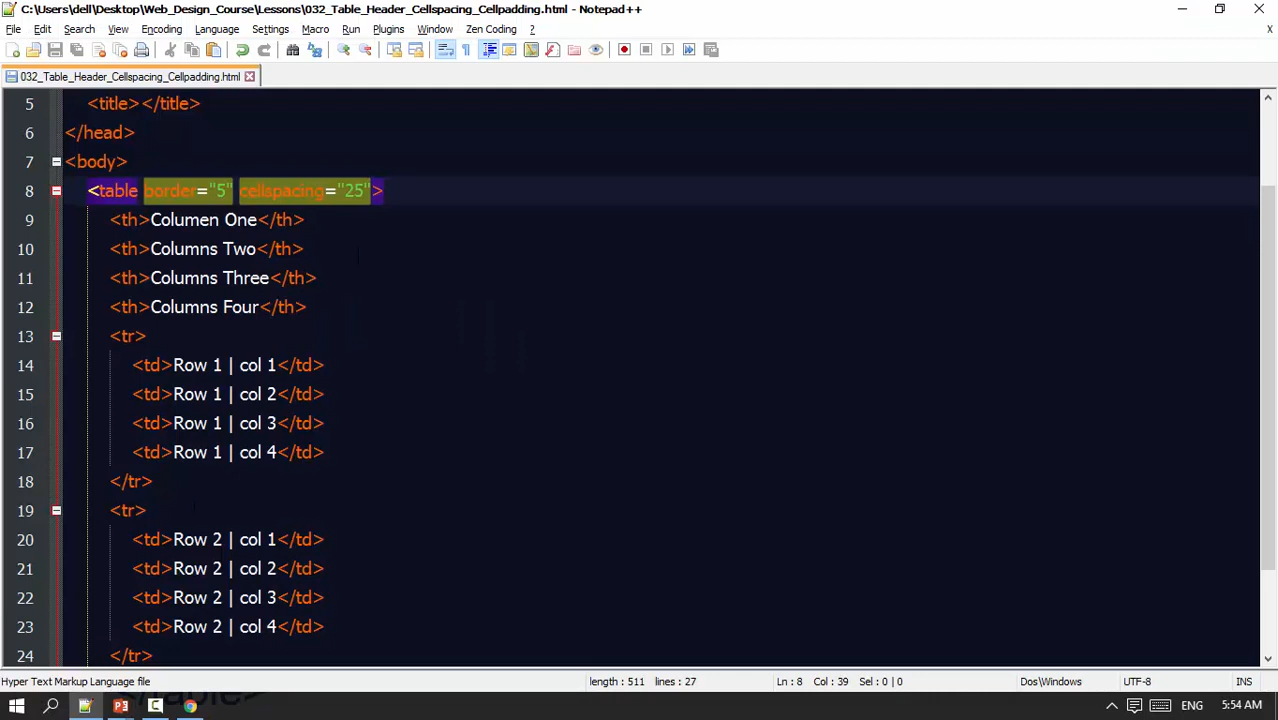 C:\Users\dell\Desktop\Web_Design_Course\Lessons\032_Table_Header_Cellspacing_Cellpadding.html - Notepad++
File Edit Search View Encoding Language Settings Macro Run Plugins Window Zen Coding ? X
032_Table_Header_Cellspacing_Cellpadding.html
5 <title></title>
6 </head>
7 <body>
8 <table border="5" cellspacing="25">
9 <th>Columen One</th>
10 <th>Columns Two</th>
11 <th>Columns Three</th>
12 <th>Columns Four</th>
13 <tr>
14 <td>Row 1 | col 1</td>
15 <td>Row 1 | col 2</td>
16 <td>Row 1 | col 3</td>
17 <td>Row 1 | col 4</td>
18 </tr>
19 <tr>
20 <td>Row 2 | col 1</td>
21 <td>Row 2 | col 2</td>
22 <td>Row 2 | col 3</td>
23 <td>Row 2 | col 4</td>
24 </tr>
Hyper Text Markup Language file length : 511 lines : 27 Ln : 8 Col : 39 Sel : 0 | 0 Dos\Windows UTF-8 INS
</table>
ENG 5:54 AM